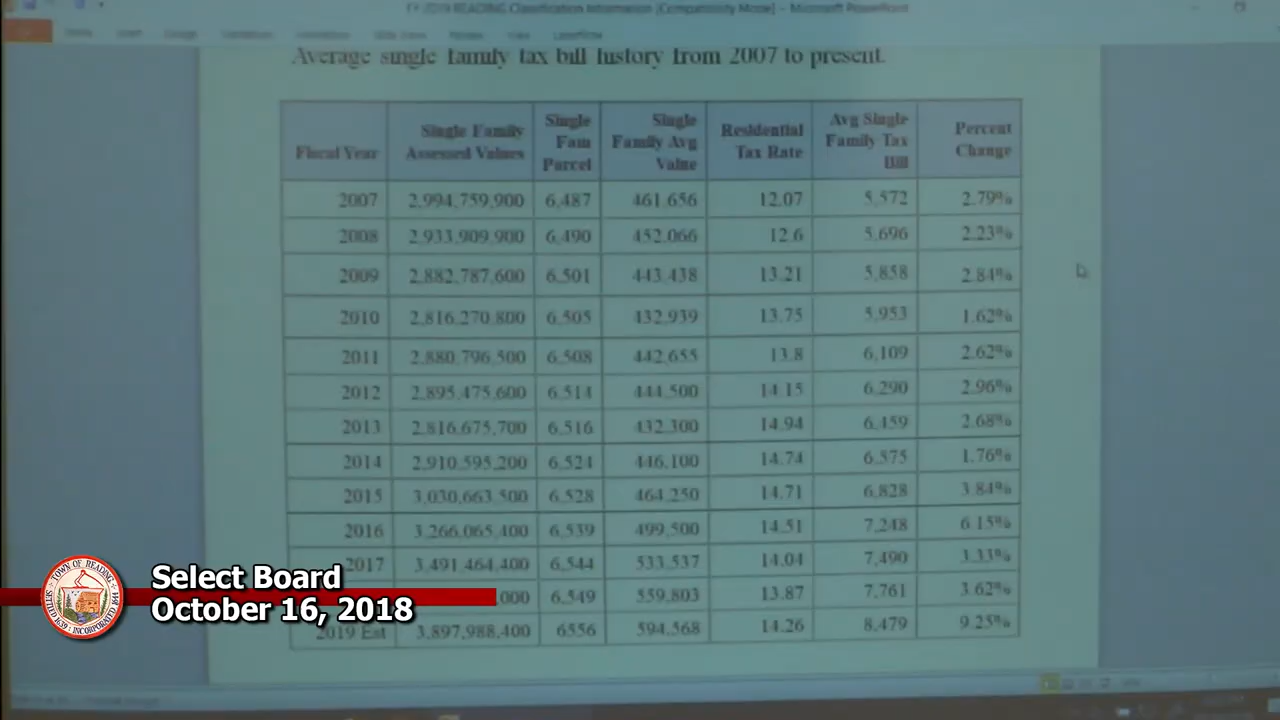 FY 2019 READING Classification Information [Compatibility Mode] - Microsoft PowerPoint
Average single family tax bill history from 2007 to present.
Fiscal Year Single Family Assessed Values Single Fam Parcel Single Family Avg Value Residential Tax Rate Avg Single Family Tax Bill Percent Change
2007 2,994,759,900 6,487 461,656 12.07 5,572 2.79%
2008 2,933,909,900 6,490 452,066 12.6 5,696 2.23%
2009 2,882,787,600 6,501 443,438 13.21 5,858 2.84%
2010 2,816,270,800 6,505 432,939 13.75 5,953 1.62%
2011 2,880,796,500 6,508 442,655 13.8 6,109 2.62%
2012 2,895,475,600 6,514 444,500 14.15 6,290 2.96%
2013 2,816,675,700 6,516 432,300 14.94 6,459 2.68%
2014 2,910,595,200 6,524 446,100 14.74 6,575 1.76%
2015 3,030,663,500 6,528 464,250 14.71 6,828 3.84%
2016 3,266,065,400 6,539 499,500 14.51 7,248 6.15%
2017 3,491,464,400 6,544 533,537 14.04 7,490 3.33%
000 6,549 559,803 13.87 7,761 3.62%
2019 Est 3,897,988,400 6556 594,568 14.26 8,479 9.25%
TOWN OF READING
Select Board
October 16, 2018